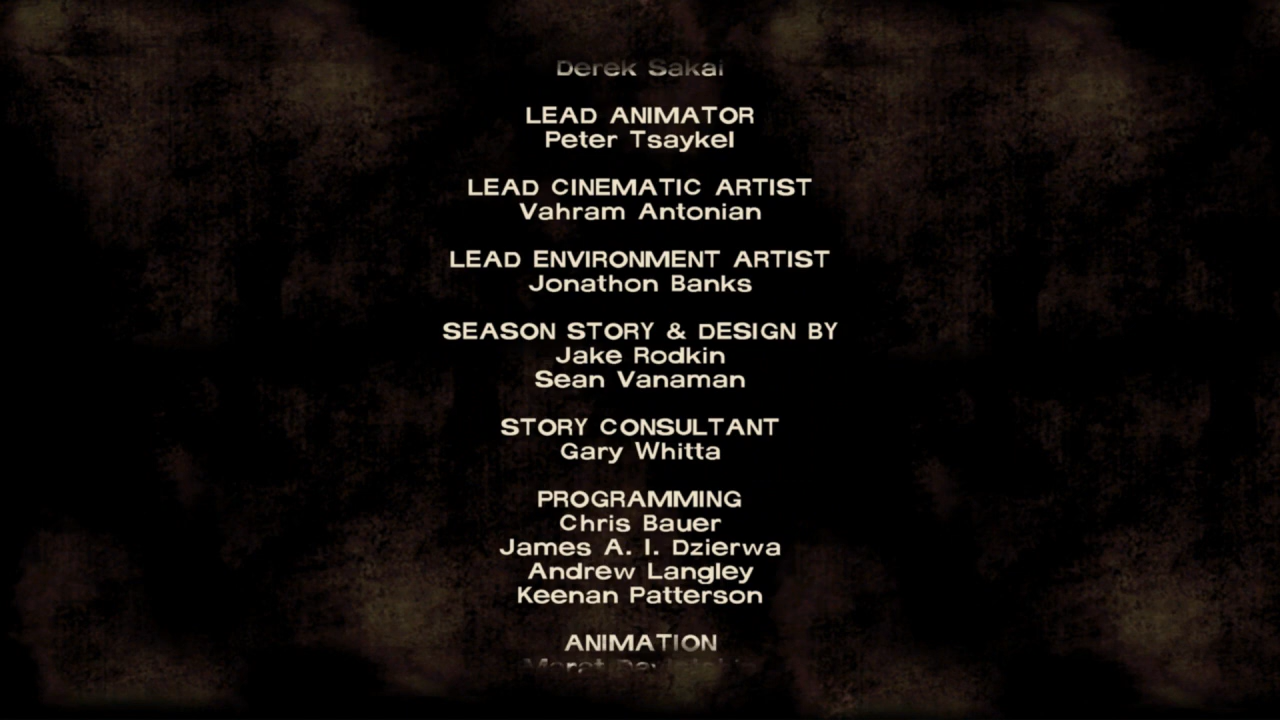 Derek Sakai
LEAD ANIMATOR
Peter Tsaykel
LEAD CINEMATIC ARTIST
Vahram Antonian
LEAD ENVIRONMENT ARTIST
Jonathon Banks
SEASON STORY & DESIGN BY
Jake Rodkin
Sean Vanaman
STORY CONSULTANT
Gary Whitta
PROGRAMMING
Chris Bauer
James A. I. Dzierwa
Andrew Langley
Keenan Patterson
ANIMATION